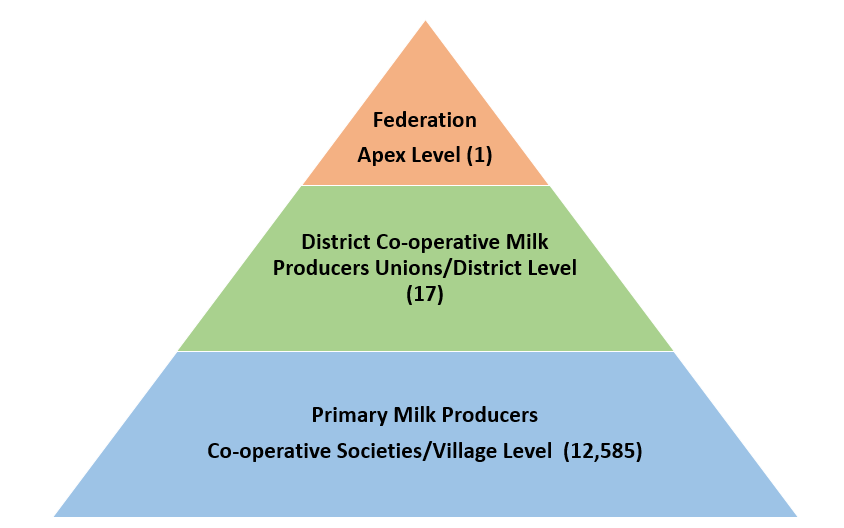 Federation
Apex Level (1)
District Co-operative Milk
Producers Unions/District Level
(17)
Primary Milk Producers
Co-operative Societies/Village Level  (12,585)